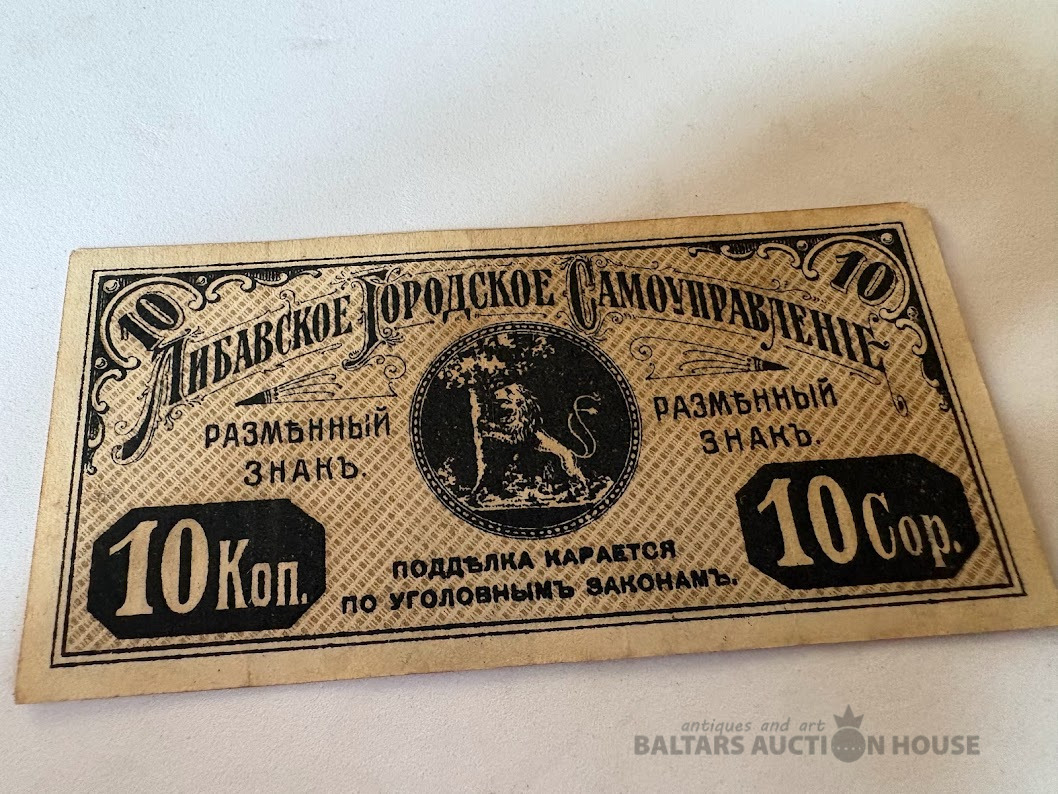 10
10
Либавское Городское Самоуправленіе
РАЗМѢННЫЙ
ЗНАКЪ.
РАЗМѢННЫЙ
ЗНАКЪ.
10 Коп.
ПОДДѢЛКА КАРАЕТСЯ
ПО УГОЛОВНЫМЪ ЗАКОНАМЪ.
10 Cop.
antiques and art
BALTARS AUCTION HOUSE